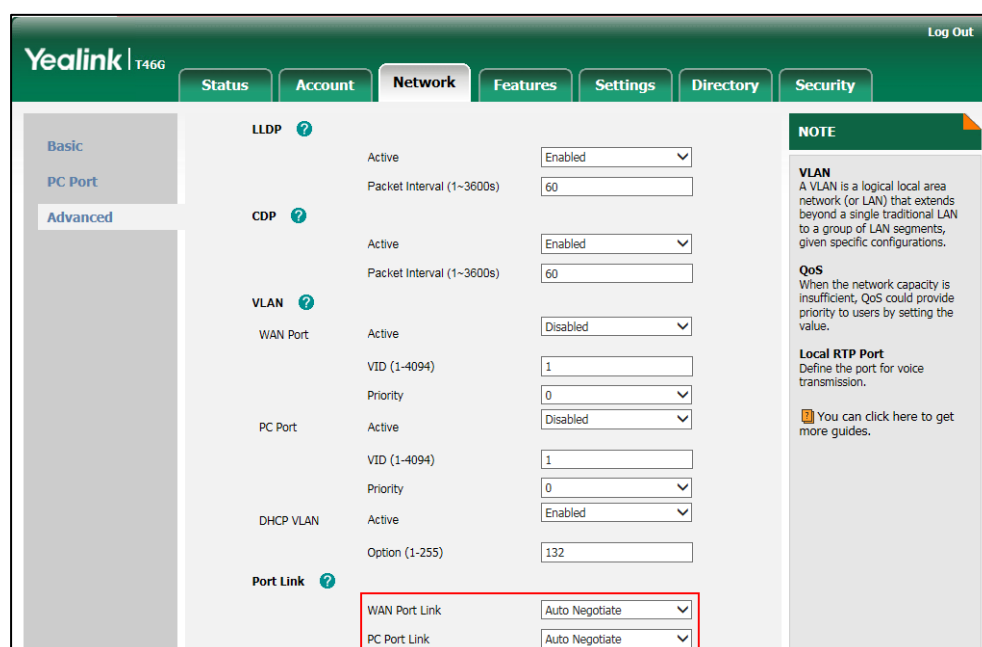 Log Out
Yealink T46G
Status Account Network Features Settings Directory Security
Basic
PC Port
Advanced
LLDP ?
Active Enabled
Packet Interval (1~3600s) 60
CDP ?
Active Enabled
Packet Interval (1~3600s) 60
VLAN ?
WAN Port Active Disabled
VID (1-4094) 1
Priority 0
PC Port Active Disabled
VID (1-4094) 1
Priority 0
DHCP VLAN Active Enabled
Option (1-255) 132
Port Link ?
WAN Port Link Auto Negotiate
PC Port Link Auto Negotiate
NOTE
VLAN
A VLAN is a logical local area
network (or LAN) that extends
beyond a single traditional LAN
to a group of LAN segments,
given specific configurations.
QoS
When the network capacity is
insufficient, QoS could provide
priority to users by setting the
value.
Local RTP Port
Define the port for voice
transmission.
? You can click here to get
more guides.